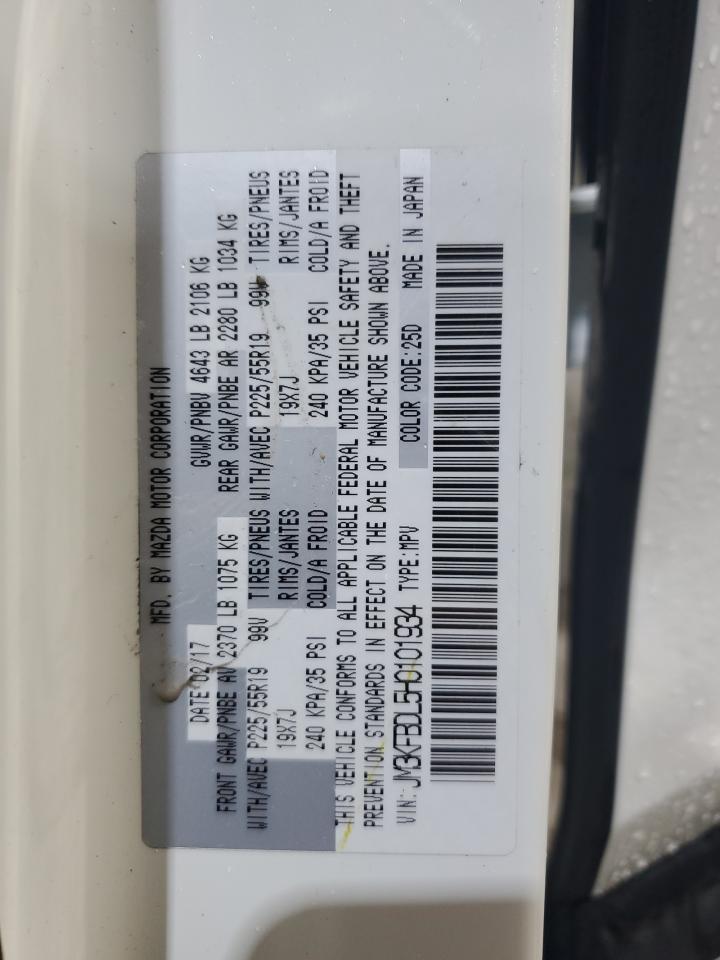 MFD. BY MAZDA MOTOR CORPORATION
DATE 02/17 GVWR/PNBV 4643 LB 2106 KG
FRONT GAWR/PNBE AV 2370 LB 1075 KG REAR GAWR/PNBE AR 2280 LB 1034 KG
WITH/AVEC P225/55R19 99V TIRES/PNEUS WITH/AVEC P225/55R19 99V TIRES/PNEUS
19X7J RIMS/JANTES 19X7J RIMS/JANTES
240 KPA/35 PSI COLD/A FROID 240 KPA/35 PSI COLD/A FROID
THIS VEHICLE CONFORMS TO ALL APPLICABLE FEDERAL MOTOR VEHICLE SAFETY AND THEFT
PREVENTION STANDARDS IN EFFECT ON THE DATE OF MANUFACTURE SHOWN ABOVE.
VIN: JM3KFBDL5H0101934 TYPE:MPV COLOR CODE:25D MADE IN JAPAN